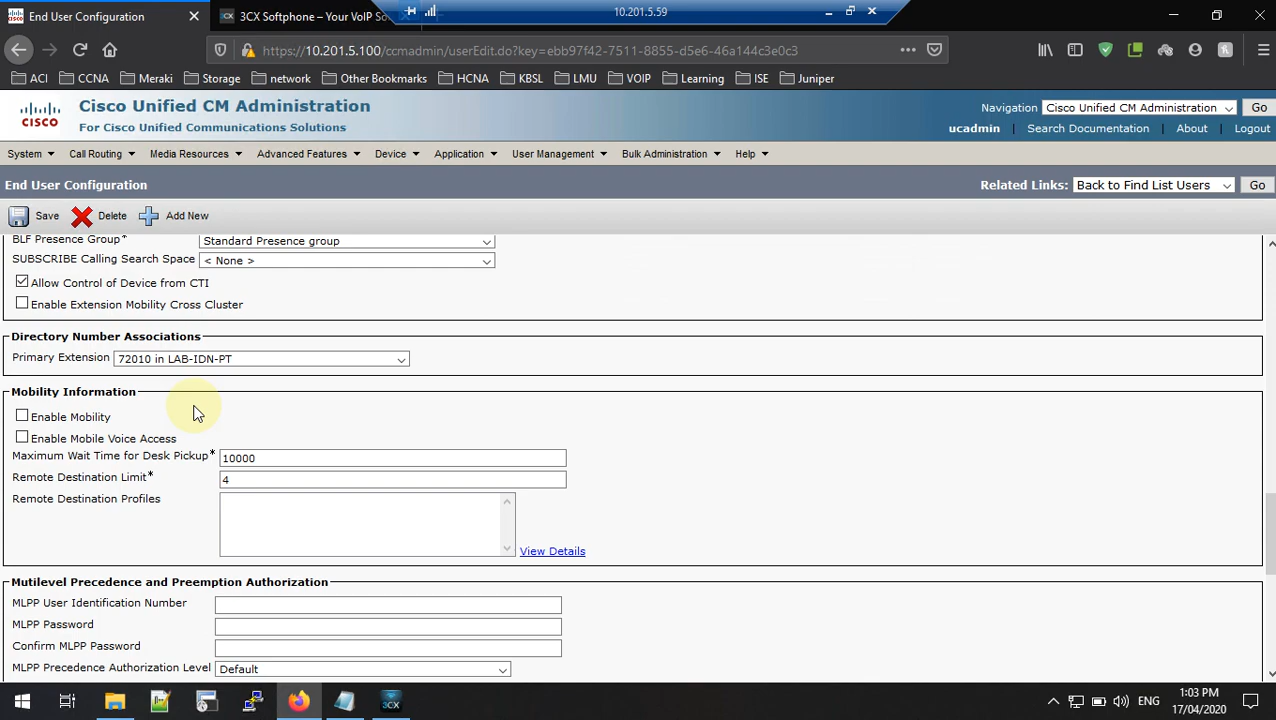 End User Configuration
3CX Softphone – Your VoIP So
10.201.5.59
https://10.201.5.100/ccmadmin/userEdit.do?key=ebb97f42-7511-8855-d5e6-46a144c3e0c3
ACI CCNA Meraki Storage network Other Bookmarks HCNA KBSL LMU VOIP Learning ISE Juniper
cisco
Cisco Unified CM Administration
For Cisco Unified Communications Solutions
Navigation Cisco Unified CM Administration Go
ucadmin Search Documentation About Logout
System Call Routing Media Resources Advanced Features Device Application User Management Bulk Administration Help
End User Configuration
Related Links: Back to Find List Users Go
Save Delete Add New
BLF Presence Group* Standard Presence group
SUBSCRIBE Calling Search Space < None >
Allow Control of Device from CTI
Enable Extension Mobility Cross Cluster
Directory Number Associations
Primary Extension 72010 in LAB-IDN-PT
Mobility Information
Enable Mobility
Enable Mobile Voice Access
Maximum Wait Time for Desk Pickup* 10000
Remote Destination Limit* 4
Remote Destination Profiles
View Details
Mutilevel Precedence and Preemption Authorization
MLPP User Identification Number
MLPP Password
Confirm MLPP Password
MLPP Precedence Authorization Level Default
3CX
ENG
1:03 PM
17/04/2020